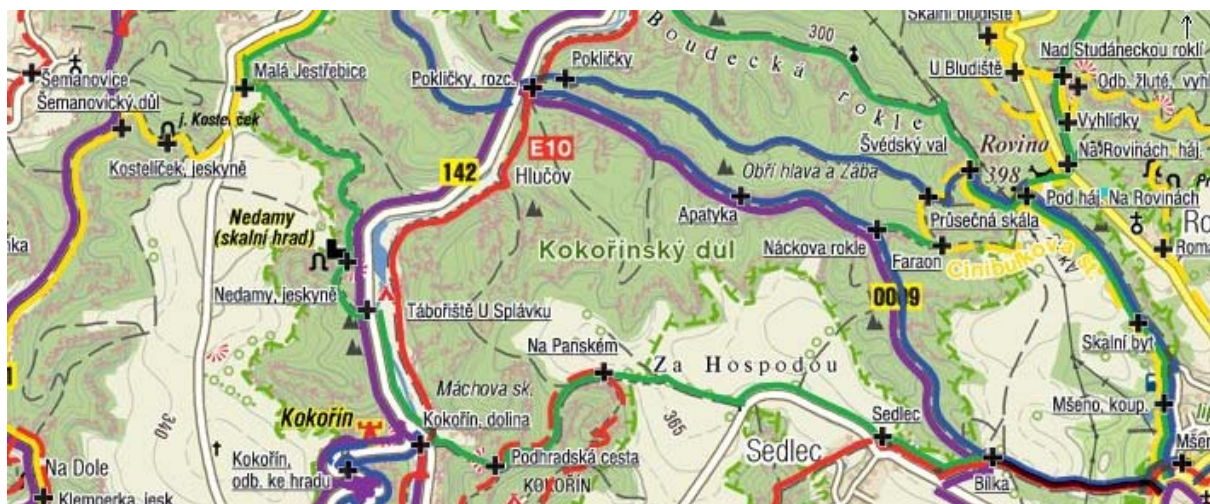 Skalní bludiště
300
Boudecká rokle
Pokličky
Nad Studáneckou roklí
Šemanovice
Malá Jestřebice
Pokličky, rozc.
U Bludiště
Odb. žluté. vyhl
Šemanovický důl
j. Kostelíček
Kostelíček, jeskyně
Vyhlídky
Švédský val
Rovina
398
Na Rovinách, háj.
E10
142
Hlučov
Obří hlava a Žába
Nedamy
(skalní hrad)
Apatyka
Průsečná skála
Pod háj. Na Rovinách
Kokořínský důl
Náckova rokle
Faraon
Cinibulkova st.
Roma
Nedamy, jeskyně
Tábořiště U Splávku
0009
Na Panském
Za Hospodou
Skalní byt
Máchova sk.
Kokořín
Kokořín, dolina
340
365
Sedlec
Mšeno, koup.
Sedlec
Na Dole
Kokořín,
odb. ke hradu
Podhradská cesta
KOKOŘÍN
Bílka
Mšen
Klemperka, jesk